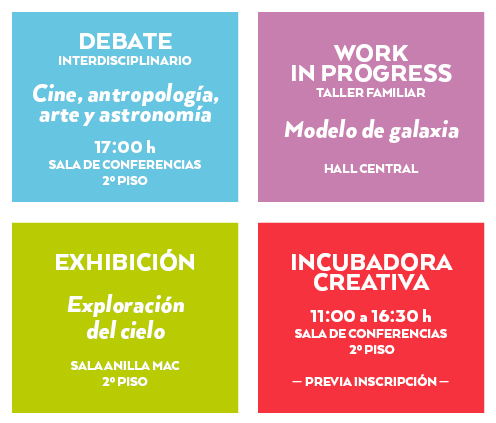 DEBATE
INTERDISCIPLINARIO
Cine, antropología,
arte y astronomía
17:00 h
SALA DE CONFERENCIAS
2º PISO
WORK
IN PROGRESS
TALLER FAMILIAR
Modelo de galaxia
HALL CENTRAL
EXHIBICIÓN
Exploración
del cielo
SALA ANILLA MAC
2º PISO
INCUBADORA
CREATIVA
11:00 a 16:30 h
SALA DE CONFERENCIAS
2º PISO
— PREVIA INSCRIPCIÓN —